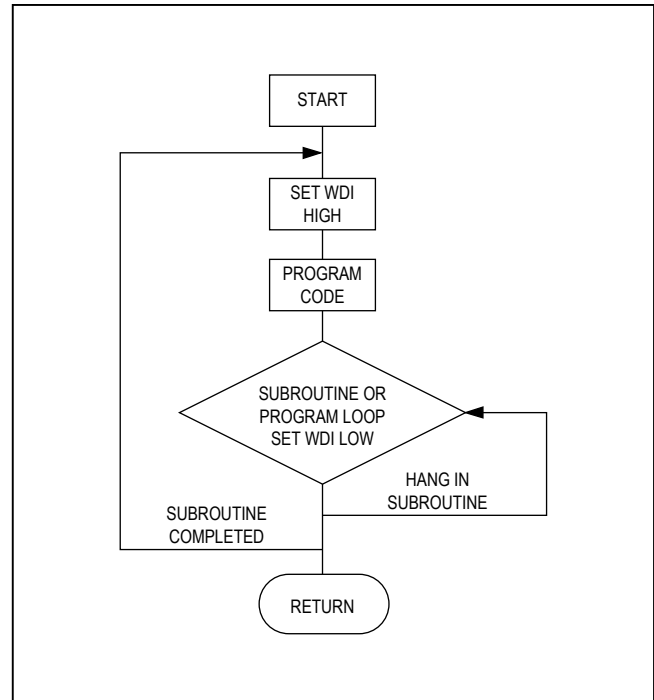 START
SET WDI
HIGH
PROGRAM
CODE
SUBROUTINE OR
PROGRAM LOOP
SET WDI LOW
HANG IN
SUBROUTINE
SUBROUTINE
COMPLETED
RETURN